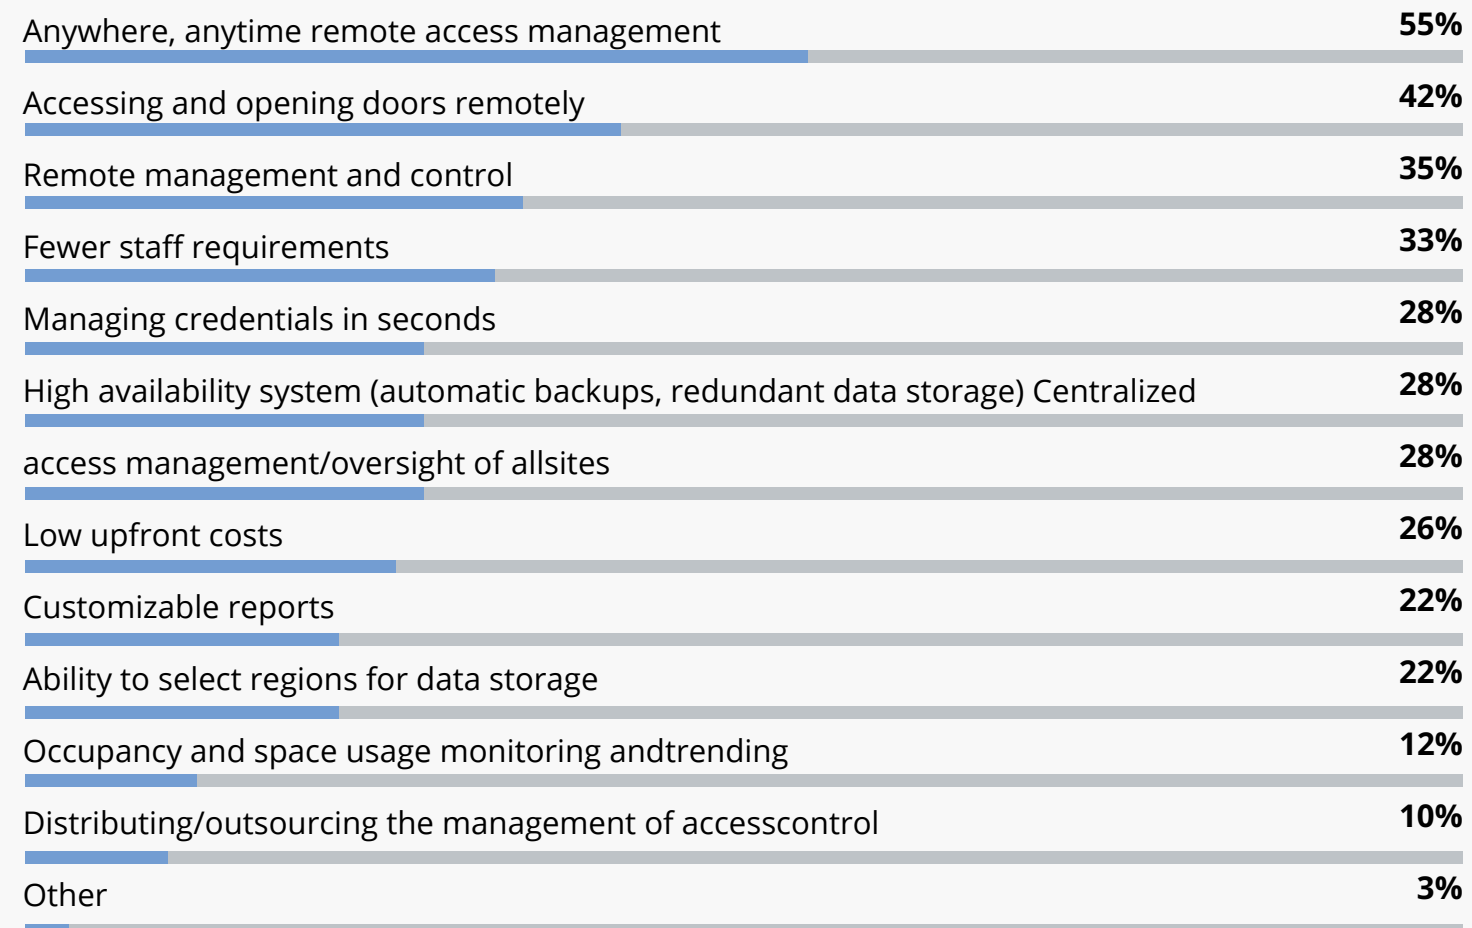 Anywhere, anytime remote access management 55%
Accessing and opening doors remotely 42%
Remote management and control 35%
Fewer staff requirements 33%
Managing credentials in seconds 28%
High availability system (automatic backups, redundant data storage) Centralized 28%
access management/oversight of allsites 28%
Low upfront costs 26%
Customizable reports 22%
Ability to select regions for data storage 22%
Occupancy and space usage monitoring andtrending 12%
Distributing/outsourcing the management of accesscontrol 10%
Other 3%